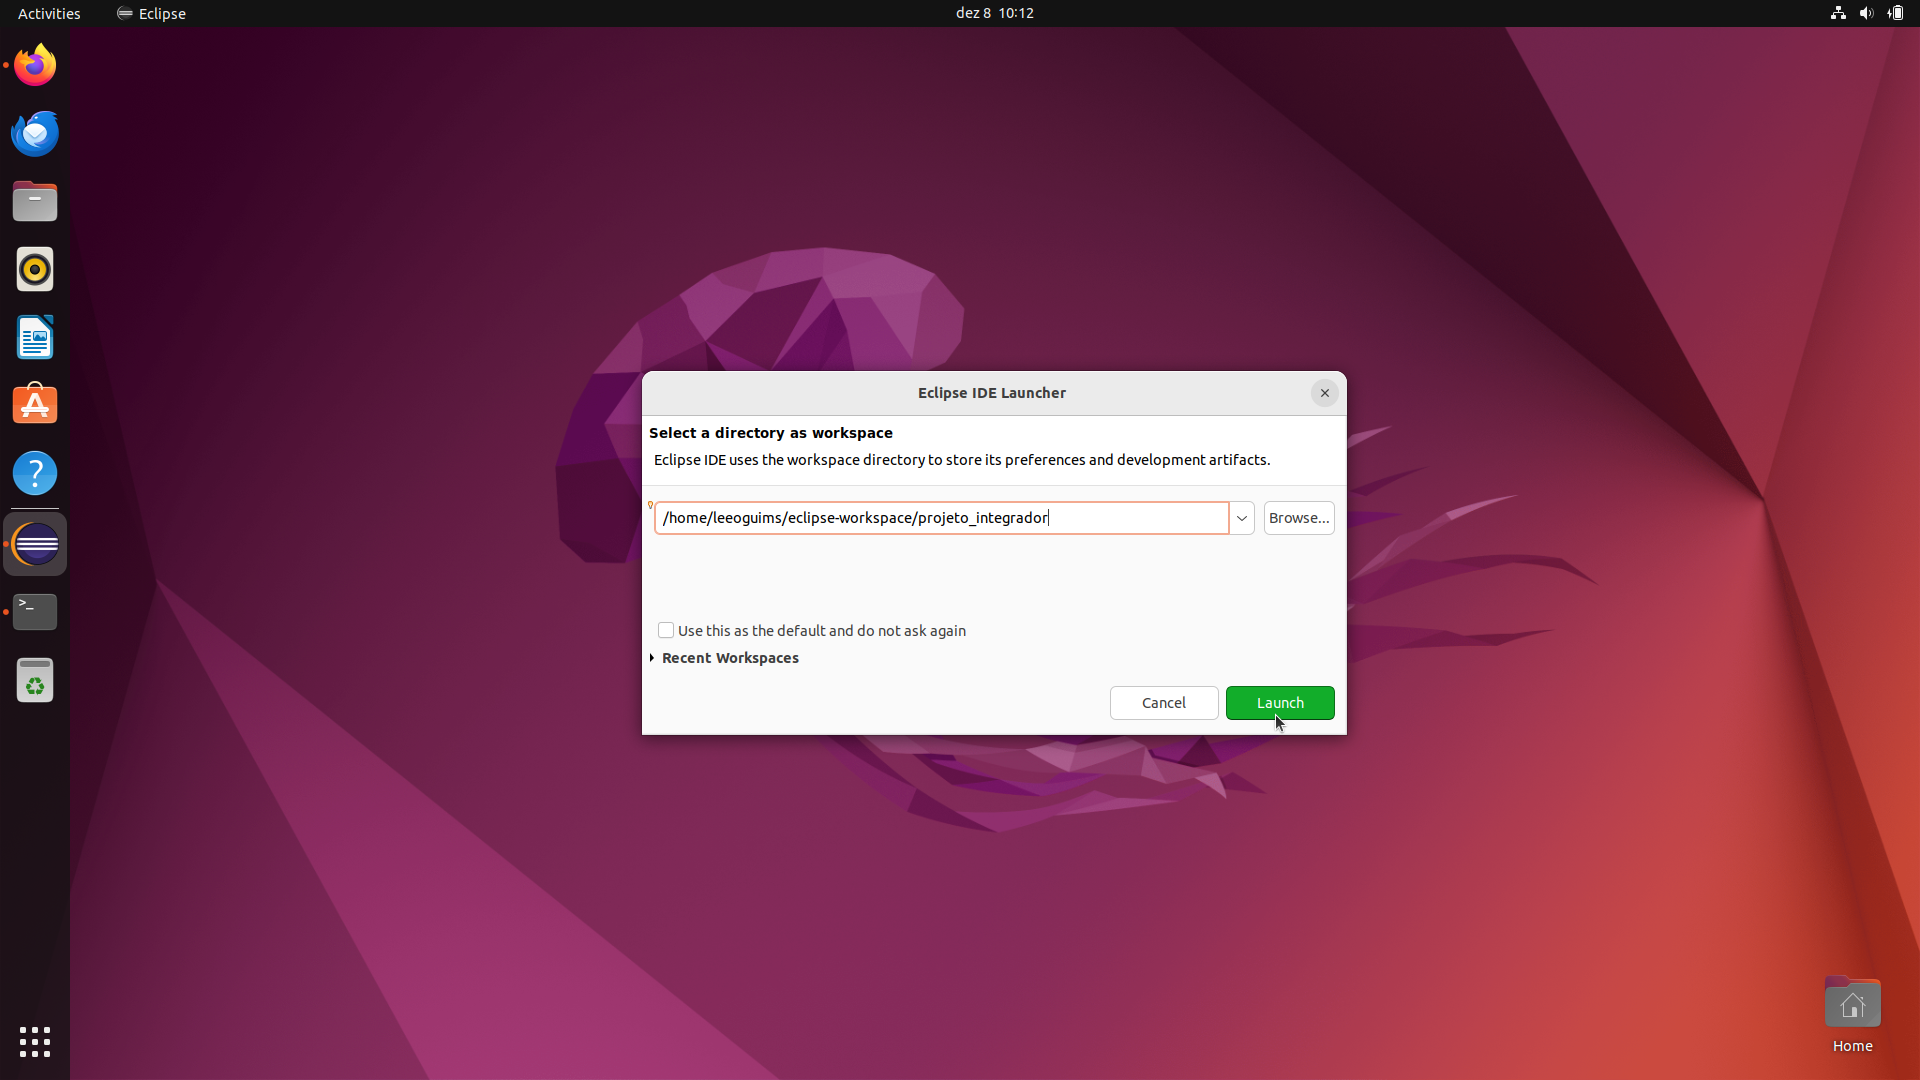 Activities
Eclipse
dez 8 10:12
Eclipse IDE Launcher
Select a directory as workspace
Eclipse IDE uses the workspace directory to store its preferences and development artifacts.
/home/leeoguims/eclipse-workspace/projeto_integrador
Browse...
Use this as the default and do not ask again
Recent Workspaces
Cancel
Launch
Home